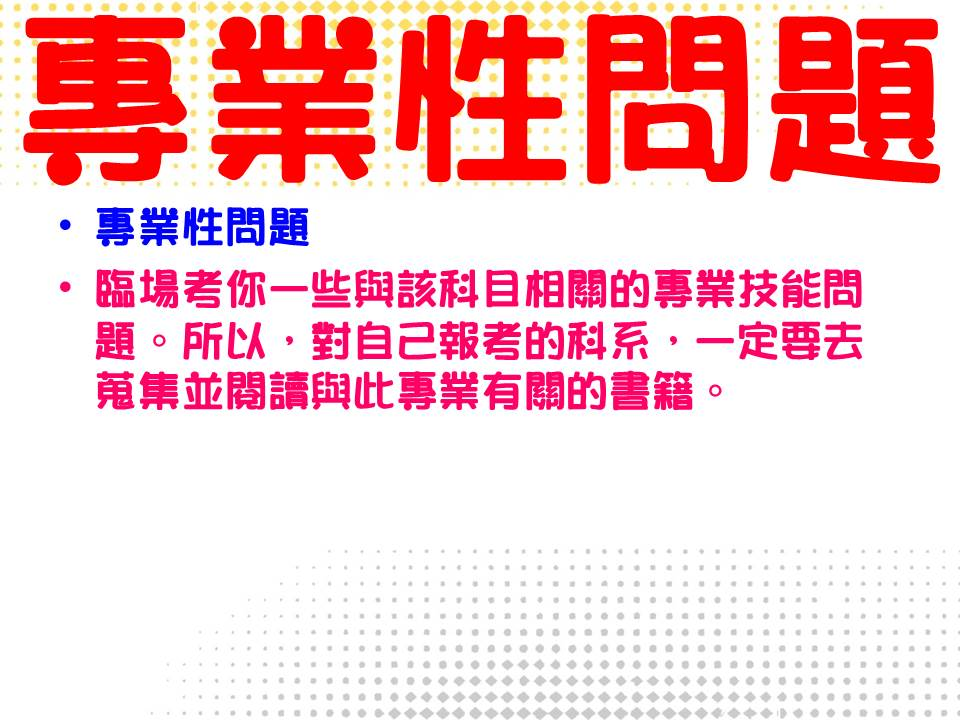 專業性問題
• 專業性問題
• 臨場考你一些與該科目相關的專業技能問
題。所以，對自己報考的科系，一定要去
蒐集並閱讀與此專業有關的書籍。